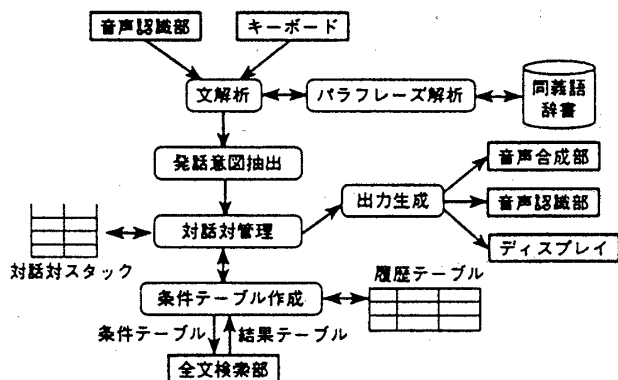 音声認識部
キーボード
文解析
パラフレーズ解析
同義語
辞書
発話意図抽出
音声合成部
出力生成
音声認識部
対話対管理
対話対スタック
ディスプレイ
履歴テーブル
条件テーブル作成
条件テーブル
結果テーブル
全文検索部